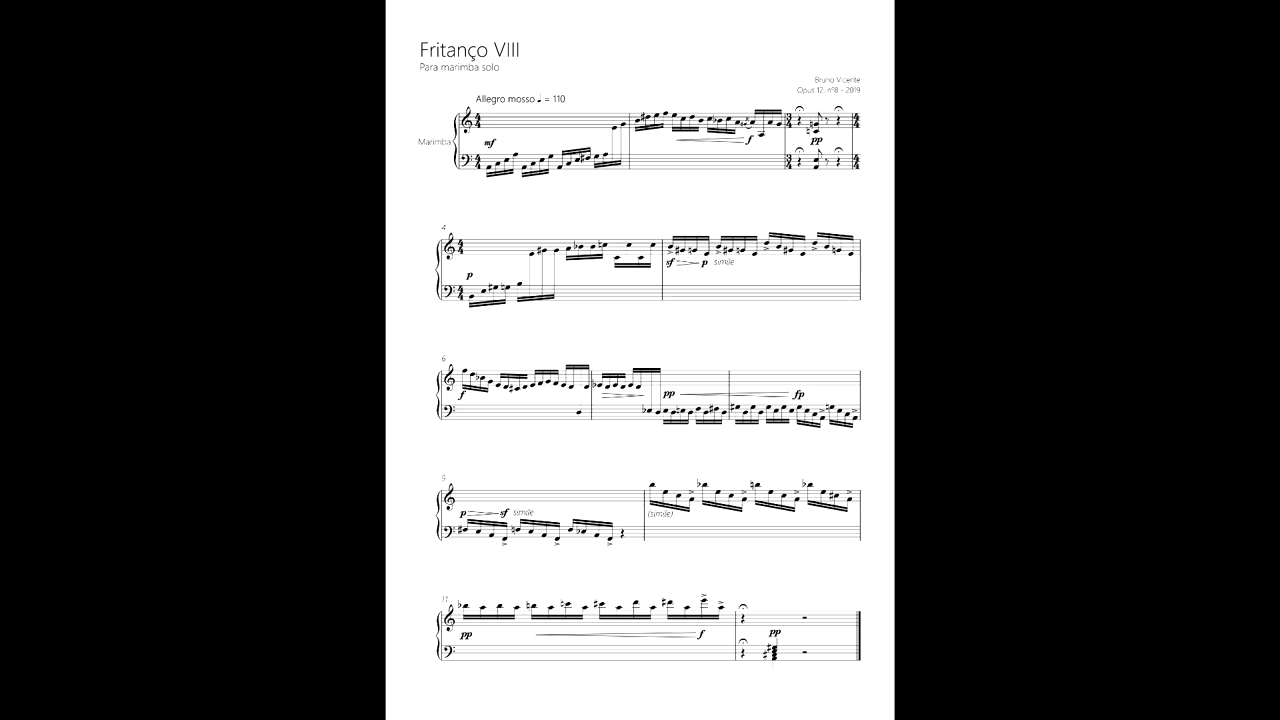 Fritanço VIII
Para marimba solo
Bruno Vicente
Opus 12. nº8 - 2019
Allegro mosso ♩ = 110
Marimba
mf
f
pp
4
p
sf p simile
6
f
pp fp
9
p sf simile
(simile)
11
pp f
pp